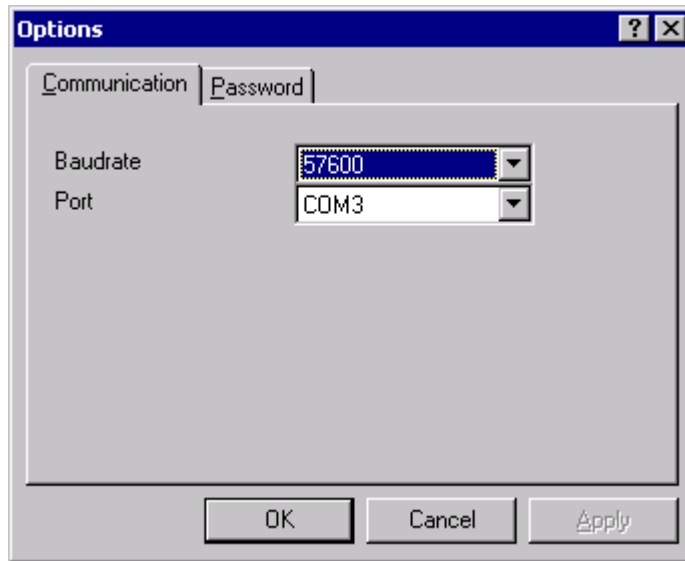 Options
Communication Password
Baudrate 57600
Port COM3
OK Cancel Apply